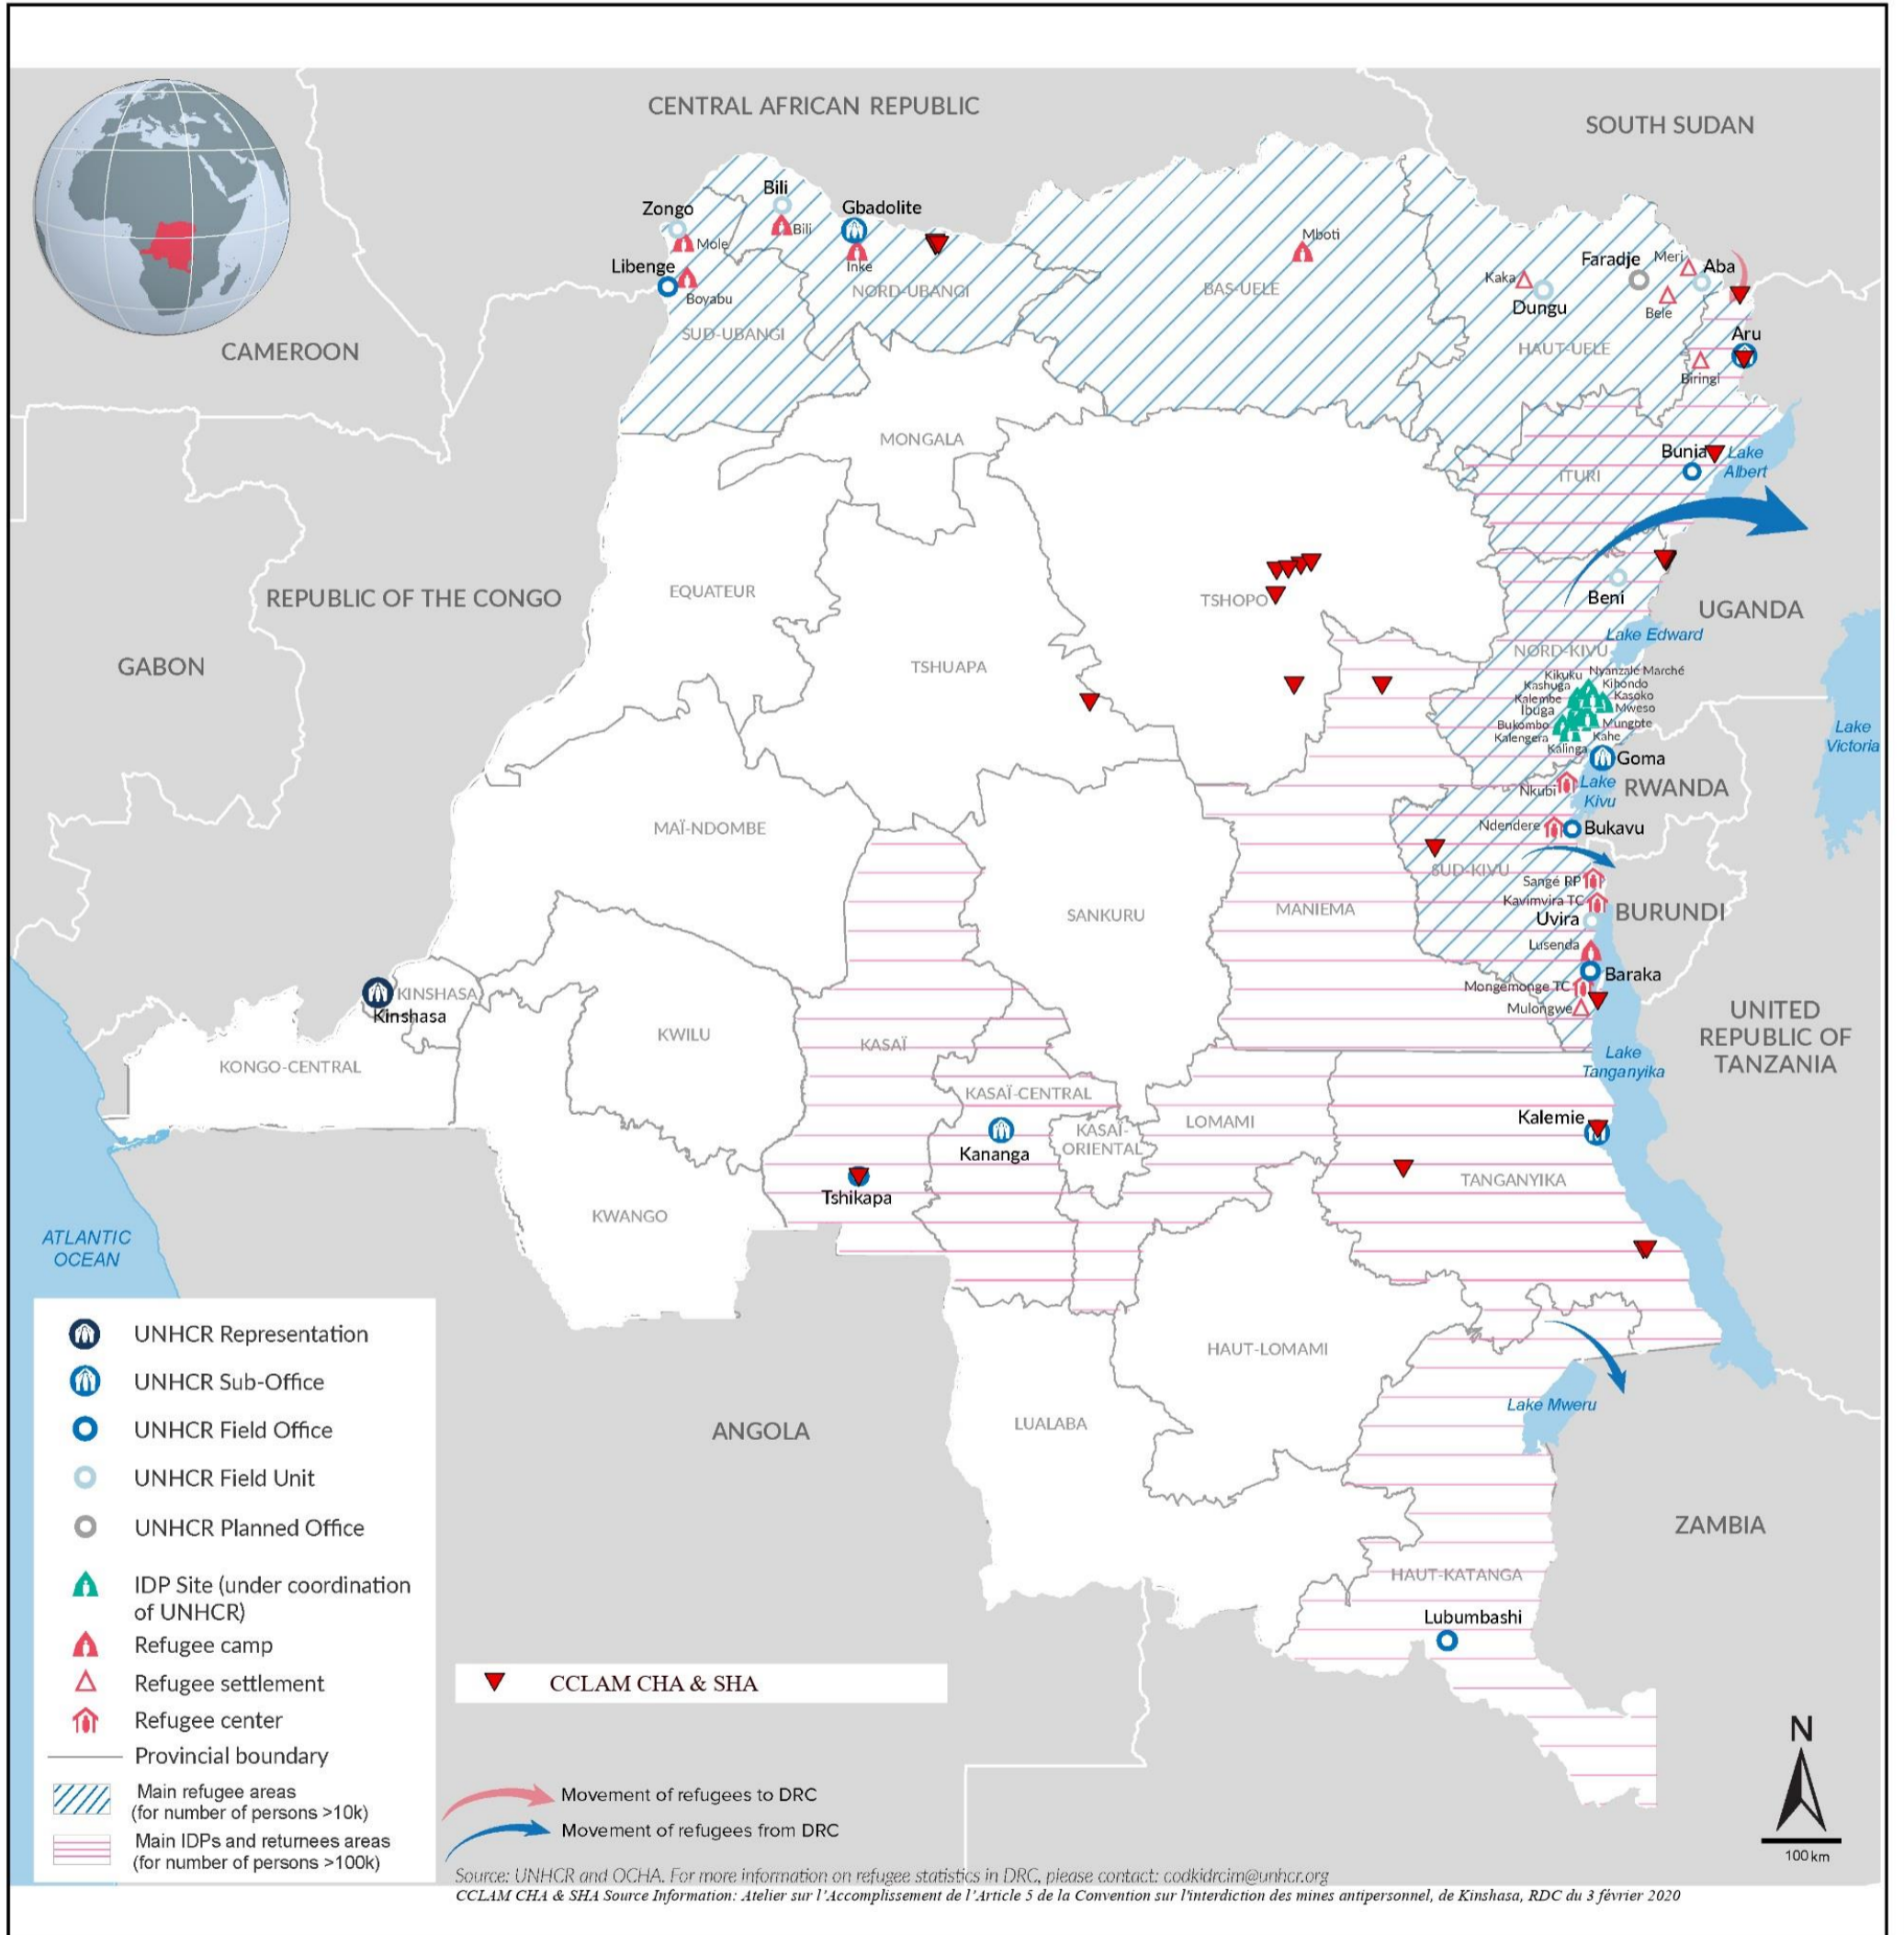 CENTRAL AFRICAN REPUBLIC
SOUTH SUDAN
CAMEROON
REPUBLIC OF THE CONGO
GABON
UGANDA
RWANDA
BURUNDI
UNITED
REPUBLIC OF
TANZANIA
ANGOLA
ZAMBIA
ATLANTIC
OCEAN
Zongo
Mole
Bili
Bili
Gbadolite
Inke
Libenge
Boyabu
NORD-UBANGI
SUD-UBANGI
Mboti
BAS-UELE
Kaka
Dungu
Faradje
Meri
Aba
Bele
HAUT-UELE
Aru
Biringi
MONGALA
Bunia
Lake
Albert
ITURI
EQUATEUR
TSHOPO
Beni
TSHUAPA
Lake Edward
NORD-KIVU
Kikuku
Nyanzale Marché
Kashuga
Kihondo
Kalembe
Kasoko
Ibuga
Mweso
Bukombo
Mungote
Kalengera
Kahe
Kalinga
Goma
Lake
Victoria
Nkubi
Lake
Kivu
MAÏ-NDOMBE
Ndendere
Bukavu
SUD-KIVU
Sangé RP
Kavimvira TC
Uvira
SANKURU
MANIEMA
Lusenda
Baraka
Mongemonge TC
Mulongwe
KINSHASA
Kinshasa
KWILU
KASAÏ
KONGO-CENTRAL
Lake
Tanganyika
KASAÏ-CENTRAL
KASAÏ-
ORIENTAL
LOMAMI
Kalemie
Kananga
TANGANYIKA
Tshikapa
KWANGO
HAUT-LOMAMI
Lake Mweru
LUALABA
HAUT-KATANGA
Lubumbashi
UNHCR Representation
UNHCR Sub-Office
UNHCR Field Office
UNHCR Field Unit
UNHCR Planned Office
IDP Site (under coordination
of UNHCR)
Refugee camp
Refugee settlement
Refugee center
Provincial boundary
Main refugee areas
(for number of persons >10k)
Main IDPs and returnees areas
(for number of persons >100k)
CCLAM CHA & SHA
Movement of refugees to DRC
Movement of refugees from DRC
N
100 km
Source: UNHCR and OCHA. For more information on refugee statistics in DRC, please contact: codkidrcim@unhcr.org
CCLAM CHA & SHA Source Information: Atelier sur l'Accomplissement de l'Article 5 de la Convention sur l'interdiction des mines antipersonnel, de Kinshasa, RDC du 3 février 2020